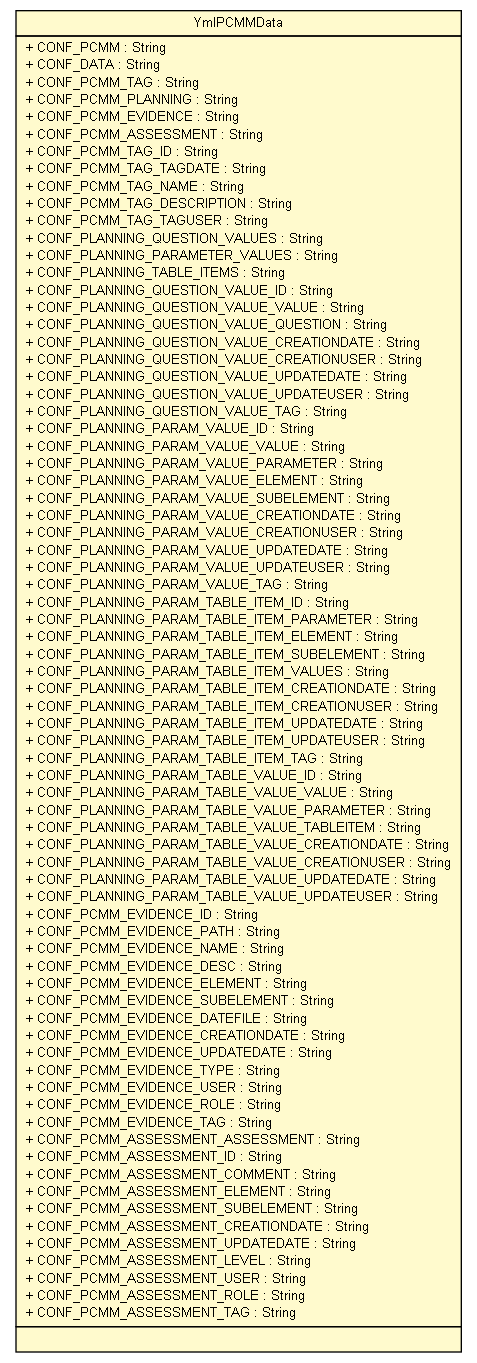 YmlPCMMData
+ CONF_PCMM : String
+ CONF_DATA : String
+ CONF_PCMM_TAG : String
+ CONF_PCMM_PLANNING : String
+ CONF_PCMM_EVIDENCE : String
+ CONF_PCMM_ASSESSMENT : String
+ CONF_PCMM_TAG_ID : String
+ CONF_PCMM_TAG_TAGDATE : String
+ CONF_PCMM_TAG_NAME : String
+ CONF_PCMM_TAG_DESCRIPTION : String
+ CONF_PCMM_TAG_TAGUSER : String
+ CONF_PLANNING_QUESTION_VALUES : String
+ CONF_PLANNING_PARAMETER_VALUES : String
+ CONF_PLANNING_TABLE_ITEMS : String
+ CONF_PLANNING_QUESTION_VALUE_ID : String
+ CONF_PLANNING_QUESTION_VALUE_VALUE : String
+ CONF_PLANNING_QUESTION_VALUE_QUESTION : String
+ CONF_PLANNING_QUESTION_VALUE_CREATIONDATE : String
+ CONF_PLANNING_QUESTION_VALUE_CREATIONUSER : String
+ CONF_PLANNING_QUESTION_VALUE_UPDATEDATE : String
+ CONF_PLANNING_QUESTION_VALUE_UPDATEUSER : String
+ CONF_PLANNING_QUESTION_VALUE_TAG : String
+ CONF_PLANNING_PARAM_VALUE_ID : String
+ CONF_PLANNING_PARAM_VALUE_VALUE : String
+ CONF_PLANNING_PARAM_VALUE_PARAMETER : String
+ CONF_PLANNING_PARAM_VALUE_ELEMENT : String
+ CONF_PLANNING_PARAM_VALUE_SUBELEMENT : String
+ CONF_PLANNING_PARAM_VALUE_CREATIONDATE : String
+ CONF_PLANNING_PARAM_VALUE_CREATIONUSER : String
+ CONF_PLANNING_PARAM_VALUE_UPDATEDATE : String
+ CONF_PLANNING_PARAM_VALUE_UPDATEUSER : String
+ CONF_PLANNING_PARAM_VALUE_TAG : String
+ CONF_PLANNING_PARAM_TABLE_ITEM_ID : String
+ CONF_PLANNING_PARAM_TABLE_ITEM_PARAMETER : String
+ CONF_PLANNING_PARAM_TABLE_ITEM_ELEMENT : String
+ CONF_PLANNING_PARAM_TABLE_ITEM_SUBELEMENT : String
+ CONF_PLANNING_PARAM_TABLE_ITEM_VALUES : String
+ CONF_PLANNING_PARAM_TABLE_ITEM_CREATIONDATE : String
+ CONF_PLANNING_PARAM_TABLE_ITEM_CREATIONUSER : String
+ CONF_PLANNING_PARAM_TABLE_ITEM_UPDATEDATE : String
+ CONF_PLANNING_PARAM_TABLE_ITEM_UPDATEUSER : String
+ CONF_PLANNING_PARAM_TABLE_ITEM_TAG : String
+ CONF_PLANNING_PARAM_TABLE_VALUE_ID : String
+ CONF_PLANNING_PARAM_TABLE_VALUE_VALUE : String
+ CONF_PLANNING_PARAM_TABLE_VALUE_PARAMETER : String
+ CONF_PLANNING_PARAM_TABLE_VALUE_TABLEITEM : String
+ CONF_PLANNING_PARAM_TABLE_VALUE_CREATIONDATE : String
+ CONF_PLANNING_PARAM_TABLE_VALUE_CREATIONUSER : String
+ CONF_PLANNING_PARAM_TABLE_VALUE_UPDATEDATE : String
+ CONF_PLANNING_PARAM_TABLE_VALUE_UPDATEUSER : String
+ CONF_PCMM_EVIDENCE_ID : String
+ CONF_PCMM_EVIDENCE_PATH : String
+ CONF_PCMM_EVIDENCE_NAME : String
+ CONF_PCMM_EVIDENCE_DESC : String
+ CONF_PCMM_EVIDENCE_ELEMENT : String
+ CONF_PCMM_EVIDENCE_SUBELEMENT : String
+ CONF_PCMM_EVIDENCE_DATEFILE : String
+ CONF_PCMM_EVIDENCE_CREATIONDATE : String
+ CONF_PCMM_EVIDENCE_UPDATEDATE : String
+ CONF_PCMM_EVIDENCE_TYPE : String
+ CONF_PCMM_EVIDENCE_USER : String
+ CONF_PCMM_EVIDENCE_ROLE : String
+ CONF_PCMM_EVIDENCE_TAG : String
+ CONF_PCMM_ASSESSMENT_ASSESSMENT : String
+ CONF_PCMM_ASSESSMENT_ID : String
+ CONF_PCMM_ASSESSMENT_COMMENT : String
+ CONF_PCMM_ASSESSMENT_ELEMENT : String
+ CONF_PCMM_ASSESSMENT_SUBELEMENT : String
+ CONF_PCMM_ASSESSMENT_CREATIONDATE : String
+ CONF_PCMM_ASSESSMENT_UPDATEDATE : String
+ CONF_PCMM_ASSESSMENT_LEVEL : String
+ CONF_PCMM_ASSESSMENT_USER : String
+ CONF_PCMM_ASSESSMENT_ROLE : String
+ CONF_PCMM_ASSESSMENT_TAG : String